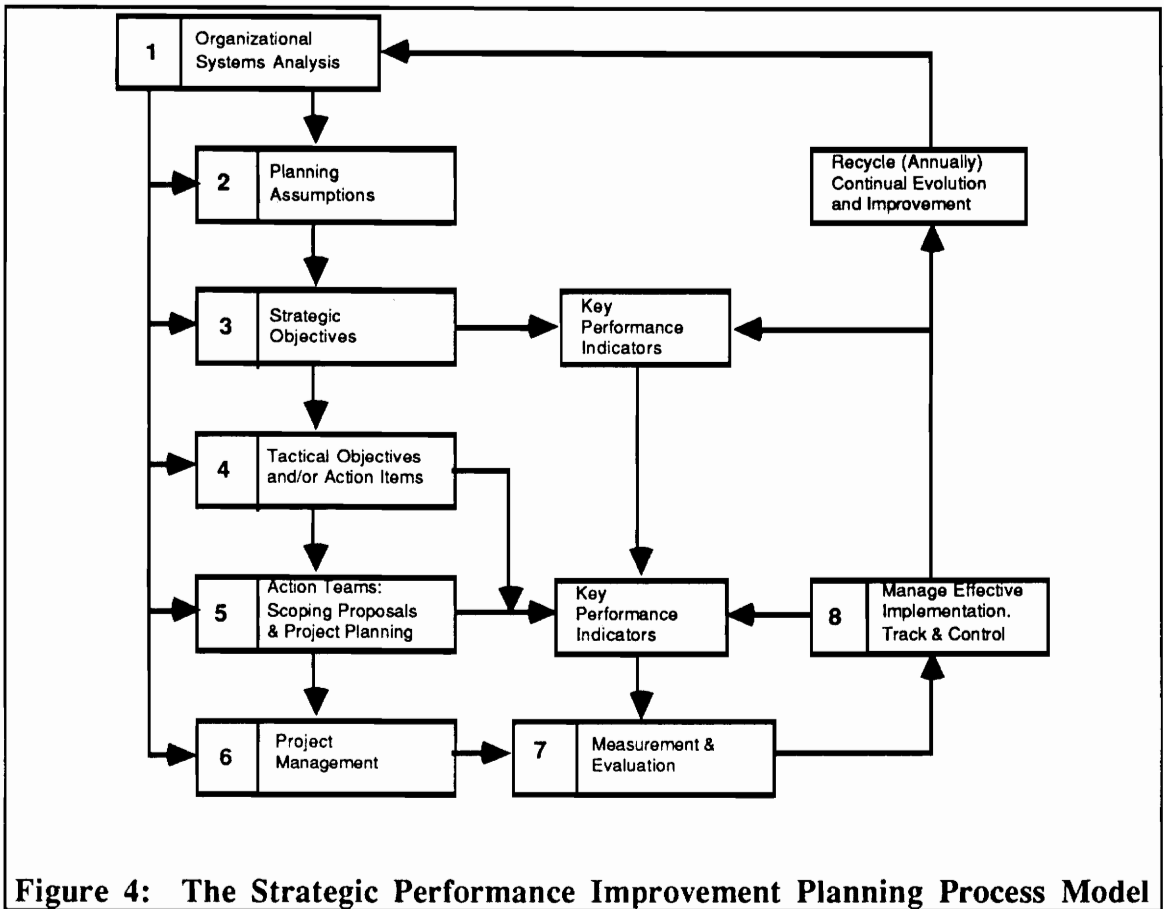 1
Organizational
Systems Analysis
2
Planning
Assumptions
Recycle (Annually)
Continual Evolution
and Improvement
3
Strategic
Objectives
Key
Performance
Indicators
4
Tactical Objectives
and/or Action Items
5
Action Teams:
Scoping Proposals
& Project Planning
Key
Performance
Indicators
8
Manage Effective
Implementation.
Track & Control
6
Project
Management
7
Measurement &
Evaluation
Figure 4: The Strategic Performance Improvement Planning Process Model